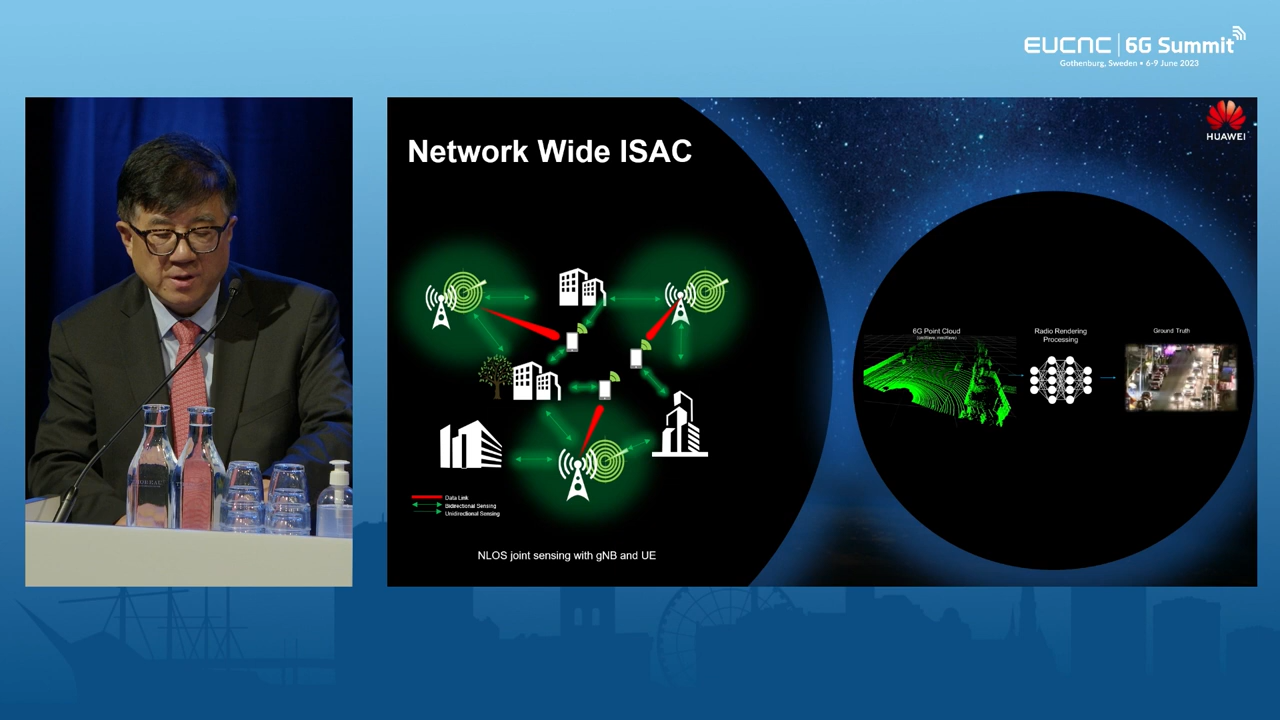 EUCNC | 6G Summit
Gothenburg, Sweden • 6-9 June 2023
HUAWEI
Network Wide ISAC
6G Point Cloud
Radio Rendering
Processing
Ground Truth
Data Link
Bidirectional Sensing
Unidirectional Sensing
NLOS joint sensing with gNB and UE